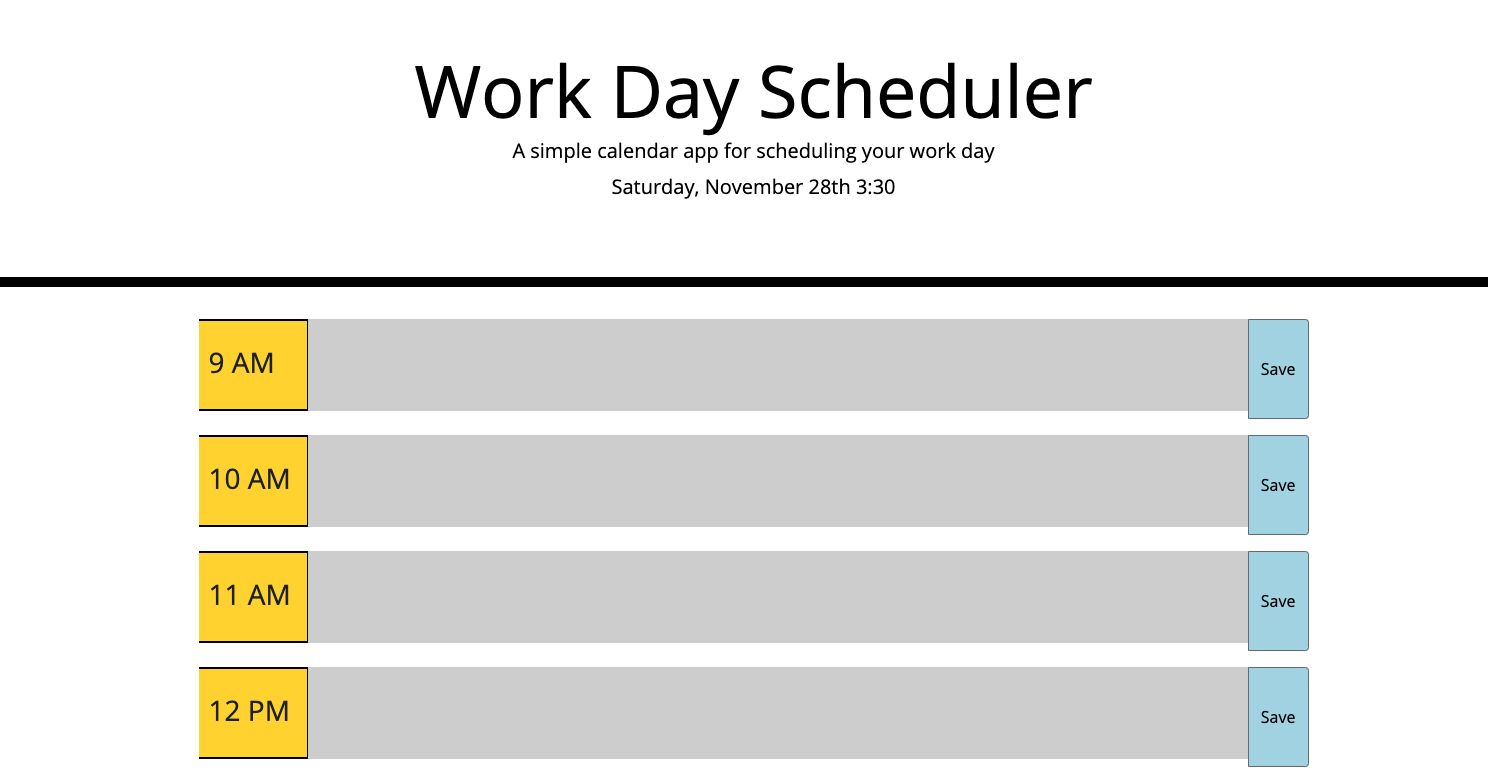 Work Day Scheduler
A simple calendar app for scheduling your work day
Saturday, November 28th 3:30
9 AM
Save
10 AM
Save
11 AM
Save
12 PM
Save